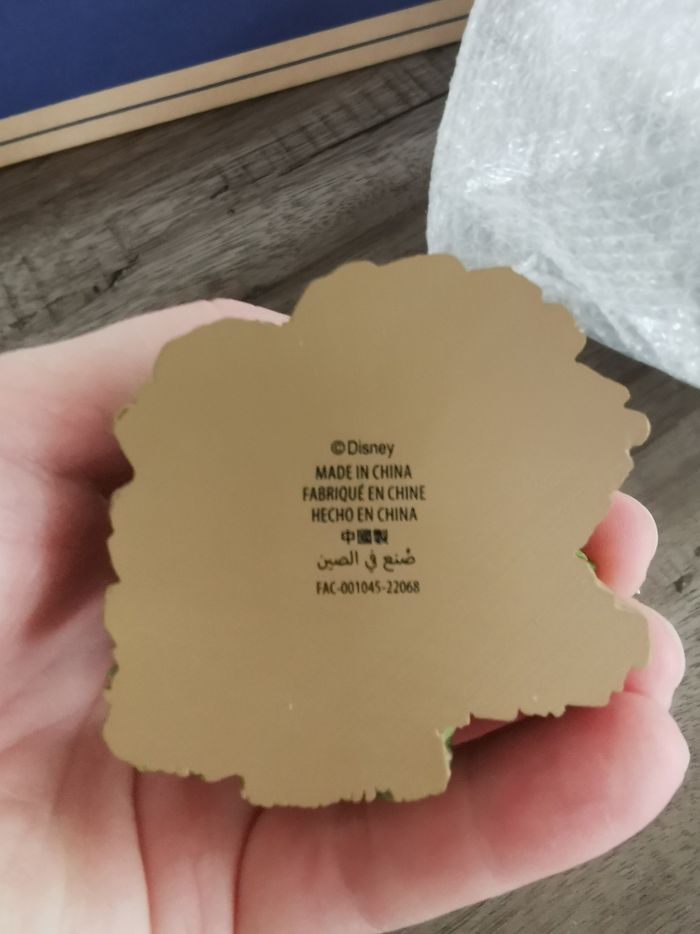 ©Disney
MADE IN CHINA
FABRIQUÉ EN CHINE
HECHO EN CHINA
中國製
صُنع في الصين
FAC-001045-22068